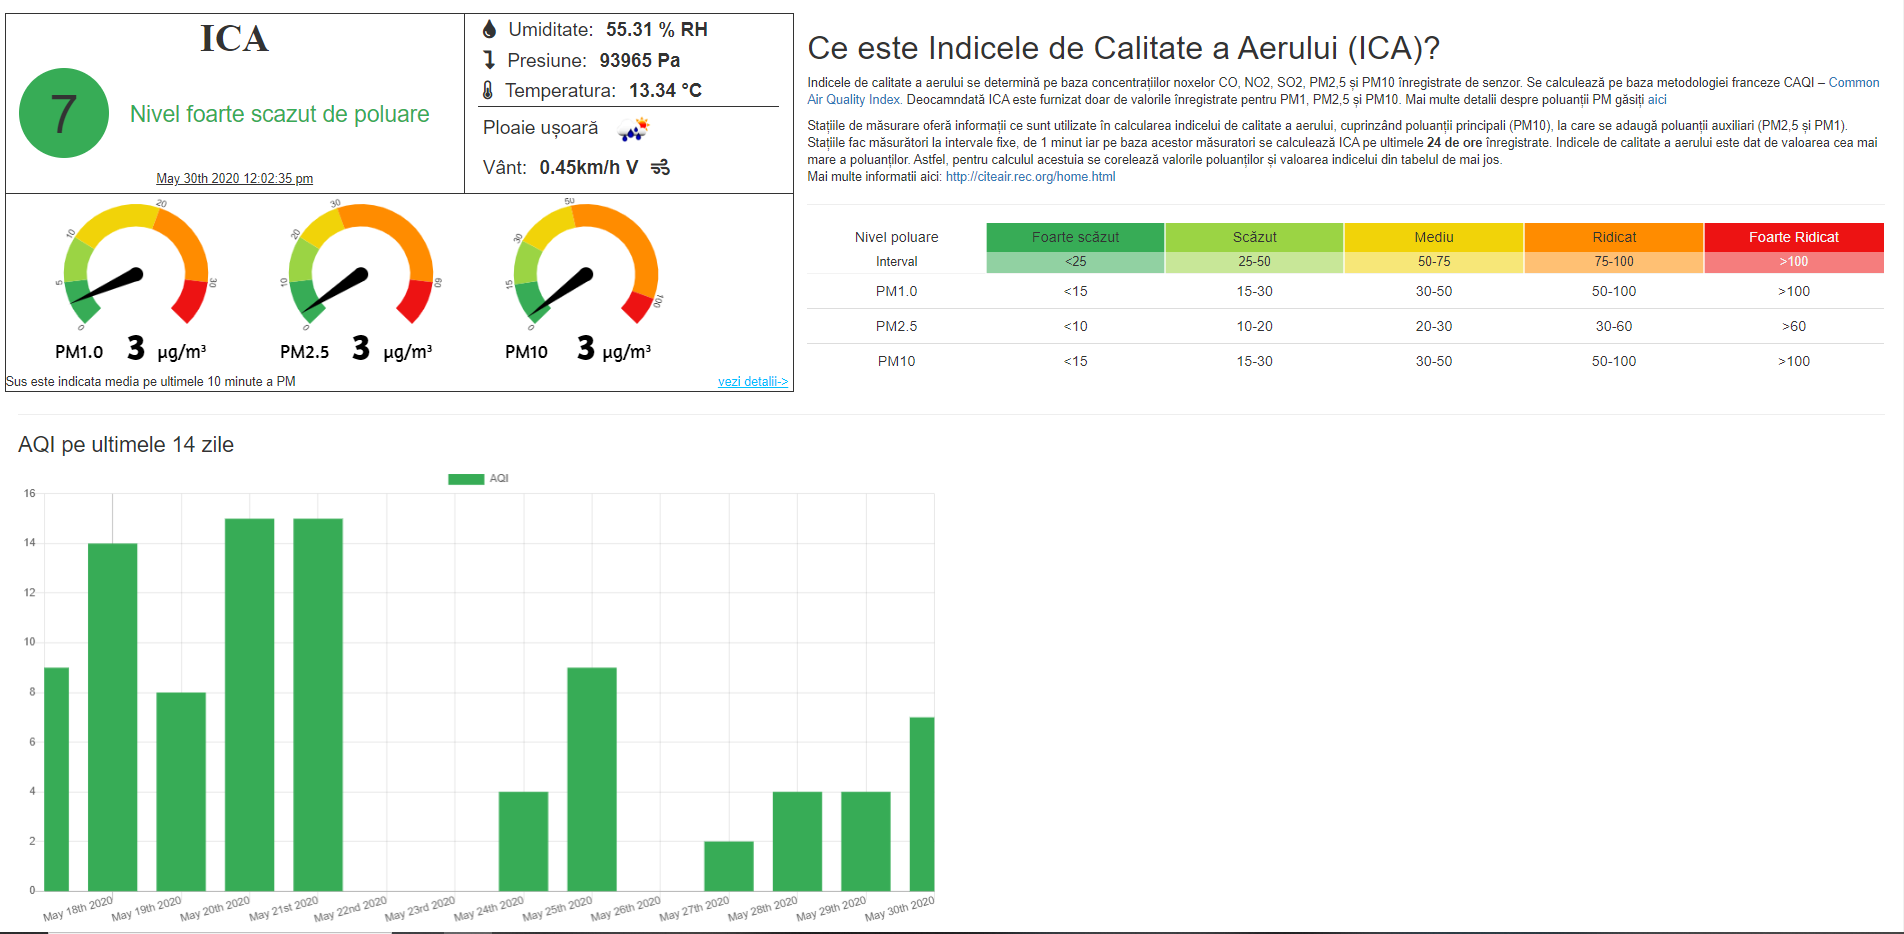 ICA
7
Nivel foarte scazut de poluare
May 30th 2020 12:02:35 pm
Umiditate: 55.31 % RH
Presiune: 93965 Pa
Temperatura: 13.34 °C
Ploaie ușoară
Vânt: 0.45km/h V
0 5 10 20 30
PM1.0 3 µg/m³
0 10 20 30 60
PM2.5 3 µg/m³
0 15 30 50 100
PM10 3 µg/m³
Sus este indicata media pe ultimele 10 minute a PM
vezi detalii->
Ce este Indicele de Calitate a Aerului (ICA)?
Indicele de calitate a aerului se determină pe baza concentrațiilor noxelor CO, NO2, SO2, PM2,5 și PM10 înregistrate de senzor. Se calculează pe baza metodologiei franceze CAQI – Common
Air Quality Index. Deocamndată ICA este furnizat doar de valorile înregistrate pentru PM1, PM2,5 și PM10. Mai multe detalii despre poluanții PM găsiți aici
Stațiile de măsurare oferă informații ce sunt utilizate în calcularea indicelui de calitate a aerului, cuprinzând poluanții principali (PM10), la care se adaugă poluanții auxiliari (PM2,5 și PM1).
Stațiile fac măsurători la intervale fixe, de 1 minut iar pe baza acestor măsuratori se calculează ICA pe ultimele 24 de ore înregistrate. Indicele de calitate a aerului este dat de valoarea cea mai
mare a poluanților. Astfel, pentru calculul acestuia se corelează valorile poluanților și valoarea indicelui din tabelul de mai jos.
Mai multe informatii aici: http://citeair.rec.org/home.html
Nivel poluare Foarte scăzut Scăzut Mediu Ridicat Foarte Ridicat
Interval <25 25-50 50-75 75-100 >100
PM1.0 <15 15-30 30-50 50-100 >100
PM2.5 <10 10-20 20-30 30-60 >60
PM10 <15 15-30 30-50 50-100 >100
AQI pe ultimele 14 zile
AQI
16
14
12
10
8
6
4
2
0
May 18th 2020 May 19th 2020 May 20th 2020 May 21st 2020 May 22nd 2020 May 23rd 2020 May 24th 2020 May 25th 2020 May 26th 2020 May 27th 2020 May 28th 2020 May 29th 2020 May 30th 2020